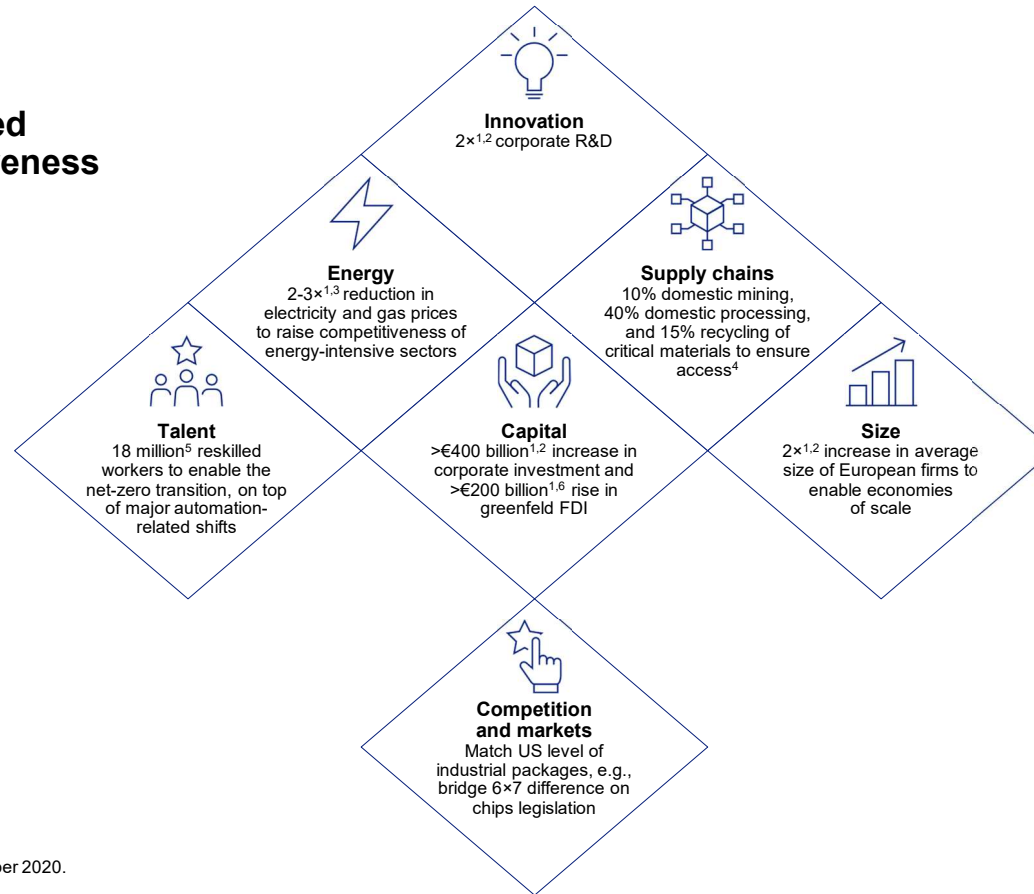 ed
eness
Innovation
2×1,2 corporate R&D
Energy
2-3×1,3 reduction in
electricity and gas prices
to raise competitiveness of
energy-intensive sectors
Supply chains
10% domestic mining,
40% domestic processing,
and 15% recycling of
critical materials to ensure
access4
Talent
18 million5 reskilled
workers to enable the
net-zero transition, on top
of major automation-
related shifts
Capital
>€400 billion1,2 increase in
corporate investment and
>€200 billion1,6 rise in
greenfeld FDI
Size
2×1,2 increase in average
size of European firms to
enable economies
of scale
Competition
and markets
Match US level of
industrial packages, e.g.,
bridge 6×7 difference on
chips legislation
ber 2020.